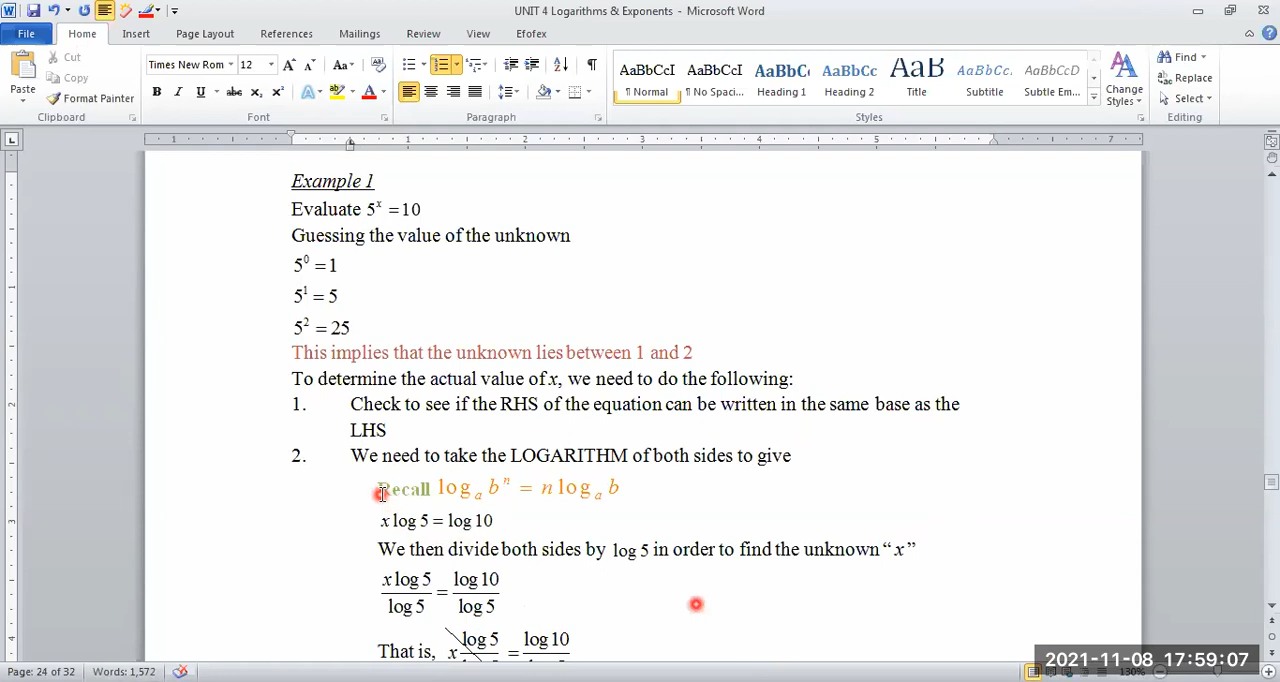 UNIT 4 Logarithms & Exponents - Microsoft Word
File Home Insert Page Layout References Mailings Review View Efofex
Paste
Cut
Copy
Format Painter
Clipboard
Times New Rom 12
Font
Paragraph
AaBbCcI AaBbCcI AaBbC AaBbCc AaB AaBbCc. AaBbCcD
¶ Normal ¶ No Spaci... Heading 1 Heading 2 Title Subtitle Subtle Em...
Styles
Change Styles
Find
Replace
Select
Editing
Example 1
Evaluate 5^x = 10
Guessing the value of the unknown
5^0 = 1
5^1 = 5
5^2 = 25
This implies that the unknown lies between 1 and 2
To determine the actual value of x, we need to do the following:
1. Check to see if the RHS of the equation can be written in the same base as the
LHS
2. We need to take the LOGARITHM of both sides to give
Recall log_a b^n = n log_a b
x log 5 = log 10
We then divide both sides by log 5 in order to find the unknown “x”
x log 5 / log 5 = log 10 / log 5
That is, x log 5 = log 10
Page: 24 of 32 Words: 1,572 130%
2021-11-08 17:59:07